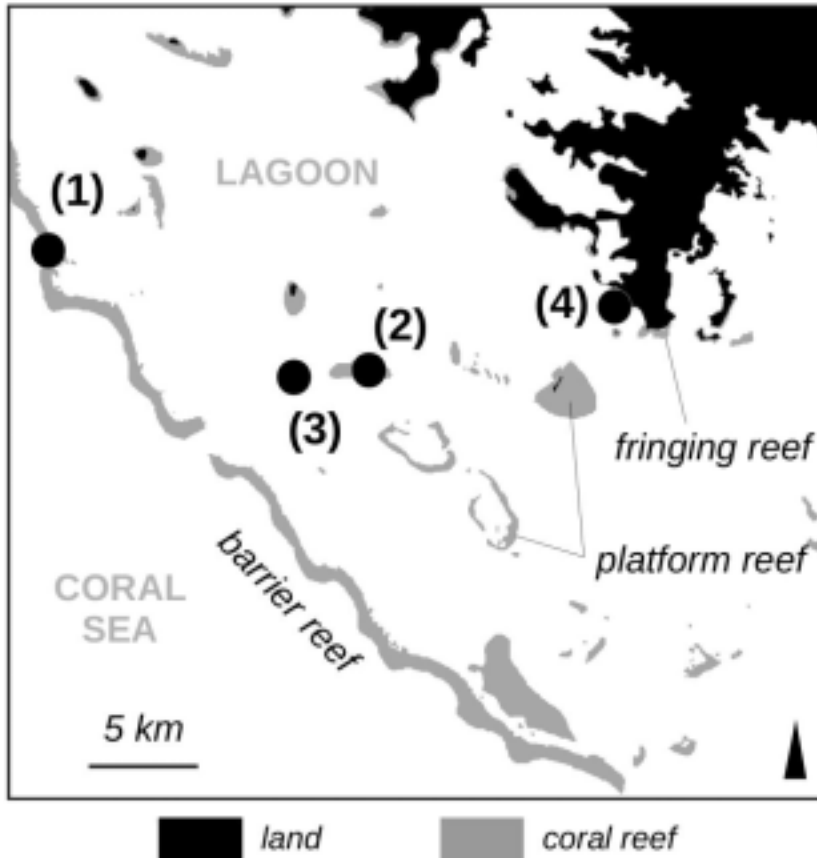 LAGOON
(1)
(4)
(2)
(3)
fringing reef
platform reef
barrier reef
CORAL
SEA
5 km
land
coral reef